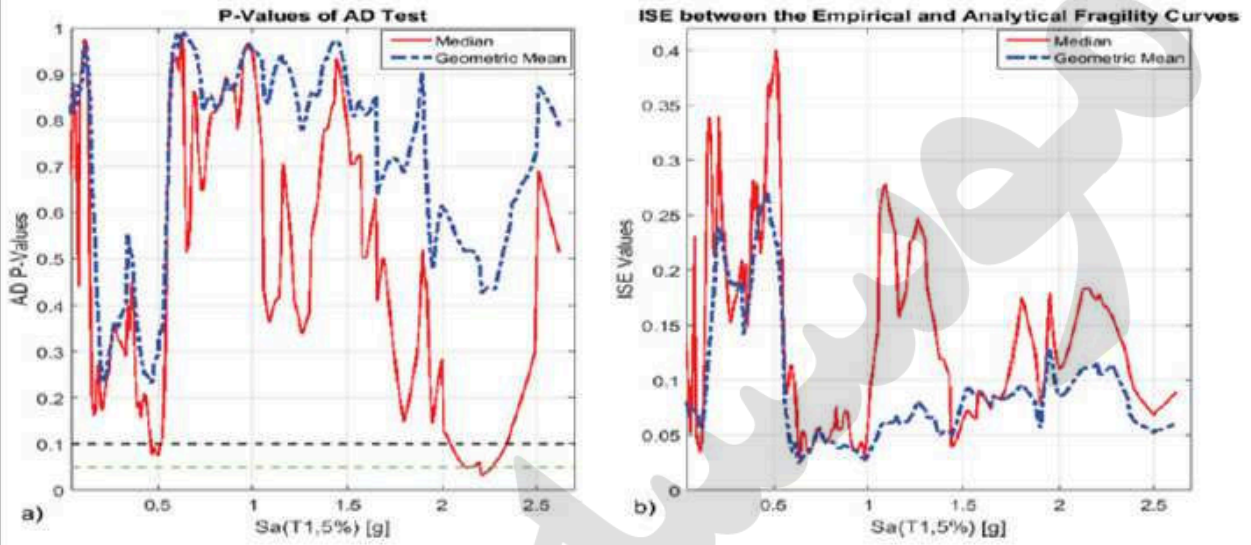 P-Values of AD Test
1
0.9
0.8
0.7
0.6
0.5
0.4
0.3
0.2
0.1
0
0.5
1
1.5
2
2.5
AD P-Values
Sa(T1,5%) [g]
Median
Geometric Mean
a)
ISE between the Empirical and Analytical Fragility Curves
0.4
0.35
0.3
0.25
0.2
0.15
0.1
0.05
0
0.5
1
1.5
2
2.5
ISE Values
Sa(T1,5%) [g]
Median
Geometric Mean
b)